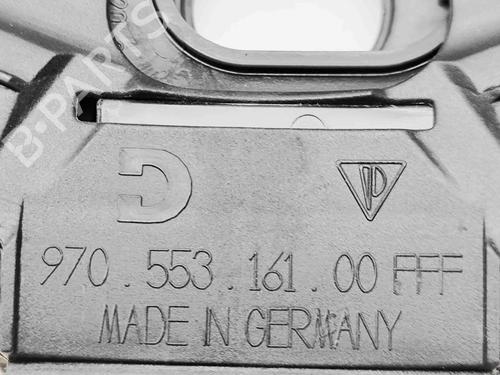 B-PARTS
D
P
970.553.161.00 FFF
MADE IN GERMANY